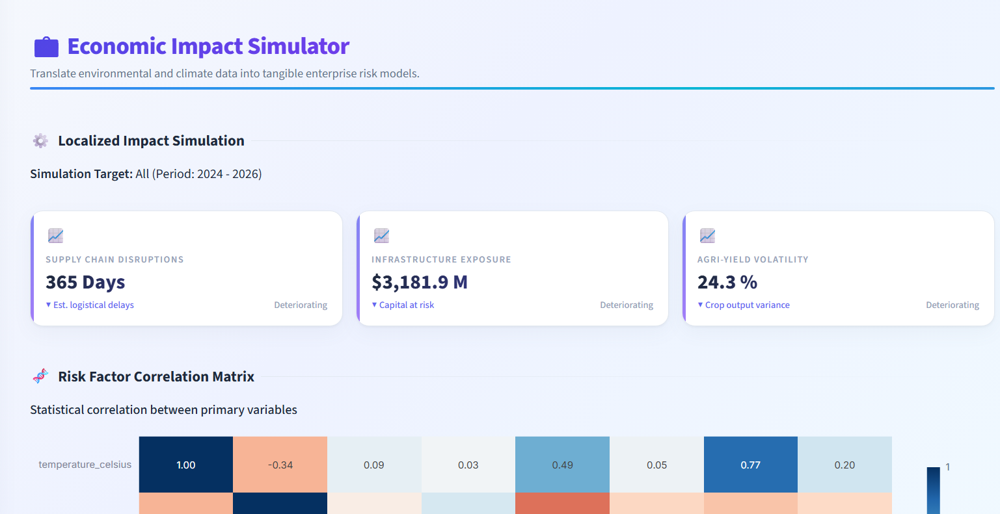 Economic Impact Simulator
Translate environmental and climate data into tangible enterprise risk models.
Localized Impact Simulation
Simulation Target: All (Period: 2024 - 2026)
SUPPLY CHAIN DISRUPTIONS
365 Days
▼ Est. logistical delays Deteriorating
INFRASTRUCTURE EXPOSURE
$3,181.9 M
▼ Capital at risk Deteriorating
AGRI-YIELD VOLATILITY
24.3 %
▼ Crop output variance Deteriorating
Risk Factor Correlation Matrix
Statistical correlation between primary variables
temperature_celsius 1.00 -0.34 0.09 0.03 0.49 0.05 0.77 0.20
1